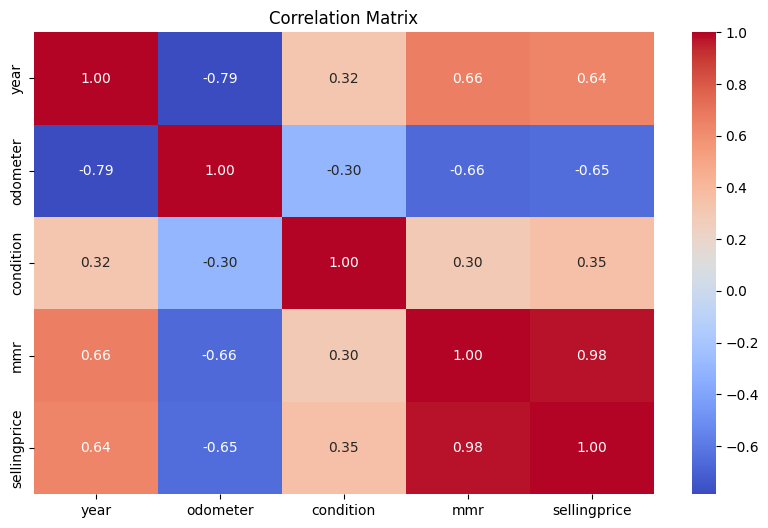 Correlation Matrix
year 1.00 -0.79 0.32 0.66 0.64
odometer -0.79 1.00 -0.30 -0.66 -0.65
condition 0.32 -0.30 1.00 0.30 0.35
mmr 0.66 -0.66 0.30 1.00 0.98
sellingprice 0.64 -0.65 0.35 0.98 1.00
year odometer condition mmr sellingprice
1.0
0.8
0.6
0.4
0.2
0.0
−0.2
−0.4
−0.6